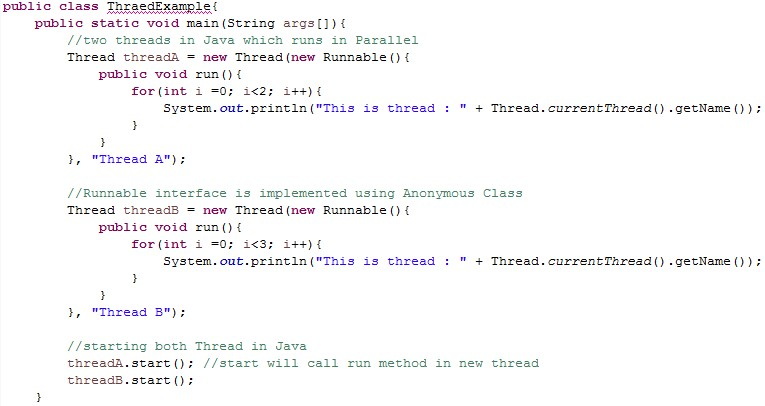 public class ThraedExample{
    public static void main(String args[]){
        //two threads in Java which runs in Parallel
        Thread threadA = new Thread(new Runnable(){
            public void run(){
                for(int i =0; i<2; i++){
                    System.out.println("This is thread : " + Thread.currentThread().getName());
                }
            }
        }, "Thread A");

        //Runnable interface is implemented using Anonymous Class
        Thread threadB = new Thread(new Runnable(){
            public void run(){
                for(int i =0; i<3; i++){
                    System.out.println("This is thread : " + Thread.currentThread().getName());
                }
            }
        }, "Thread B");

        //starting both Thread in Java
        threadA.start(); //start will call run method in new thread
        threadB.start();
    }